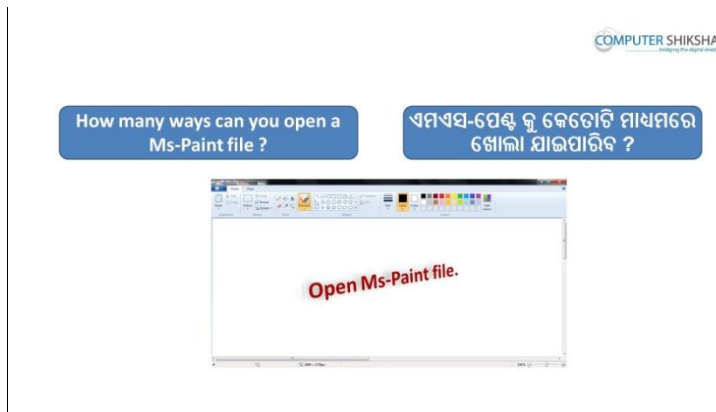 COMPUTER SHIKSHA
How many ways can you open a
Ms-Paint file ?
ଏମଏସ-ପେଣ୍ଟ କୁ କେତୋଟି ମାଧ୍ୟମରେ
ଖୋଲା ଯାଇପାରିବ ?
Open Ms-Paint file.